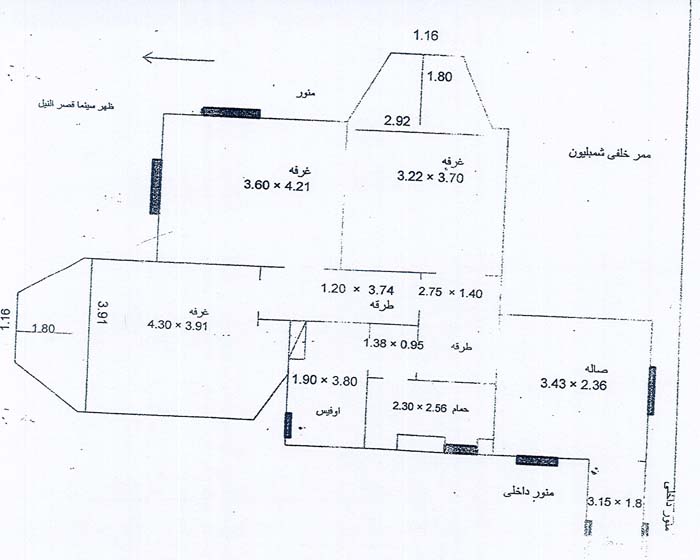 1.16
1.80
منور
ظهر سينما قصر النيل
2.92
ممر خلفى شمبليون
غرفه
3.22 × 3.70
غرفه
3.60 × 4.21
1.20 × 3.74
طرقه
2.75 × 1.40
3.91
غرفه
4.30 × 3.91
1.16
1.80
1.38 × 0.95
طرقه
صاله
3.43 × 2.36
1.90 × 3.80
اوفيس
حمام 2.56 × 2.30
منور داخلى
3.15 × 1.8
منور داخلى